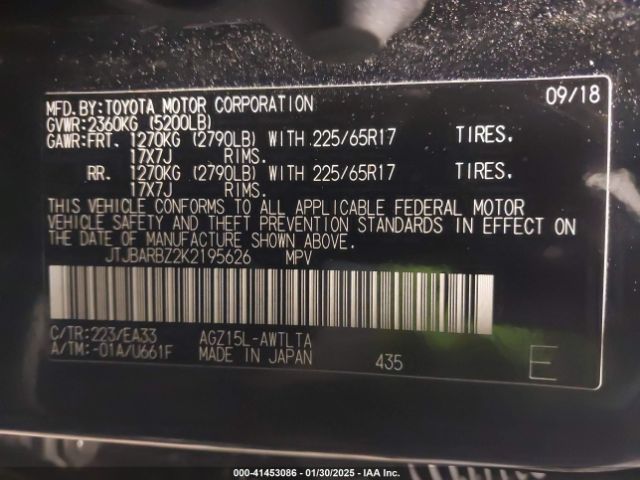 MFD.BY:TOYOTA MOTOR CORPORATION 09/18
GVWR:2360KG (5200LB)
GAWR:FRT. 1270KG (2790LB) WITH 225/65R17 TIRES.
17X7J RIMS.
RR. 1270KG (2790LB) WITH 225/65R17 TIRES.
17X7J RIMS.
THIS VEHICLE CONFORMS TO ALL APPLICABLE FEDERAL MOTOR
VEHICLE SAFETY AND THEFT PREVENTION STANDARDS IN EFFECT ON
THE DATE OF MANUFACTURE SHOWN ABOVE.
JTJBARBZ2K2195626 MPV
C/TR:223/EA33 AGZ15L-AWTLTA
A/TM:-01A/U661F MADE IN JAPAN 435 E
000-41453086 - 01/30/2025 - IAA Inc.